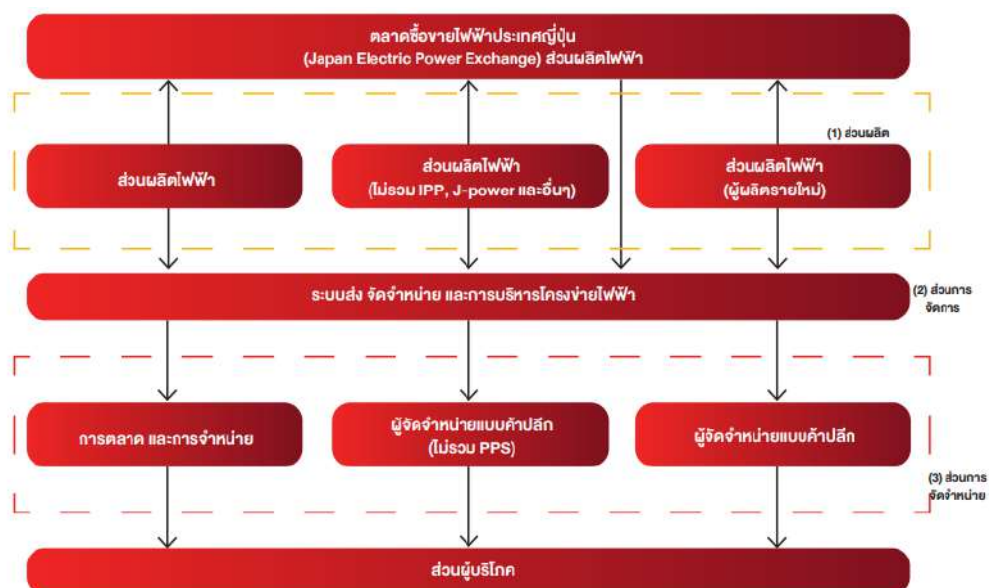 ตลาดซื้อขายไฟฟ้าประเทศญี่ปุ่น
(Japan Electric Power Exchange) ส่วนผลิตไฟฟ้า
(1) ส่วนผลิต
ส่วนผลิตไฟฟ้า
ส่วนผลิตไฟฟ้า
(ไม่รวม IPP, J-power และอื่นๆ)
ส่วนผลิตไฟฟ้า
(ผู้ผลิตรายใหม่)
ระบบส่ง จัดจำหน่าย และการบริหารโครงข่ายไฟฟ้า
(2) ส่วนการ
จัดการ
การตลาด และการจำหน่าย
ผู้จัดจำหน่ายแบบค้าปลีก
(ไม่รวม PPS)
ผู้จัดจำหน่ายแบบค้าปลีก
(3) ส่วนการ
จัดจำหน่าย
ส่วนผู้บริโภค